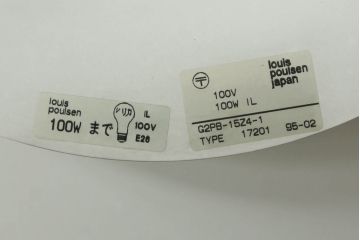 louis
poulsen
100W まで
シリカ
IL
100V
E26
louis
poulsen
japan
100V
100W IL
G2PB-15Z4-1
TYPE 17201 95-02